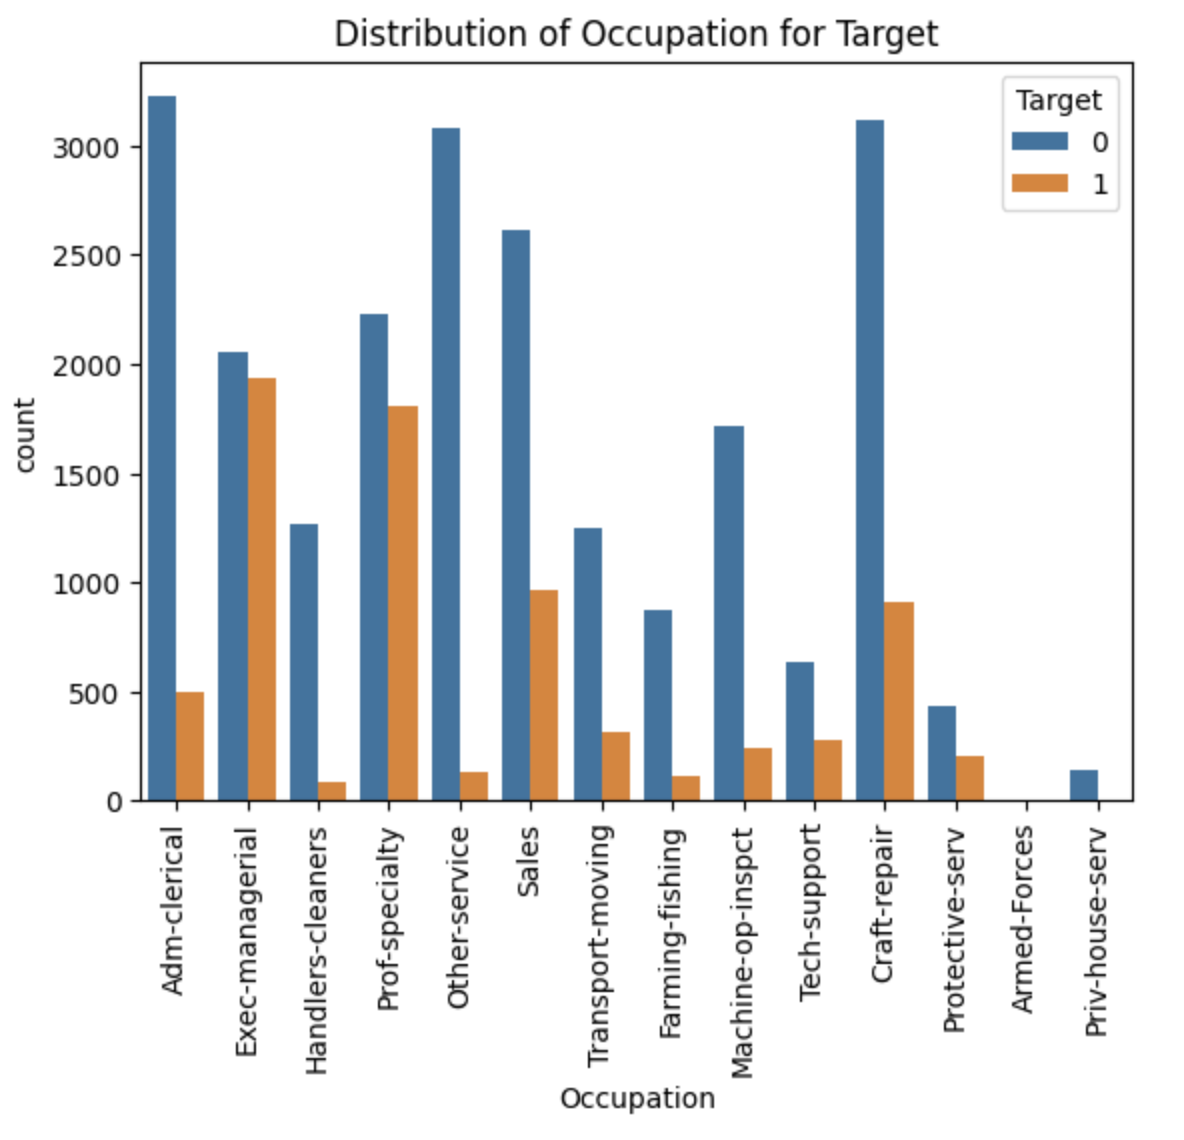 Distribution of Occupation for Target
Target
0
1
3000
2500
2000
1500
1000
500
0
count
Adm-clerical
Exec-managerial
Handlers-cleaners
Prof-specialty
Other-service
Sales
Transport-moving
Farming-fishing
Machine-op-inspct
Tech-support
Craft-repair
Protective-serv
Armed-Forces
Priv-house-serv
Occupation